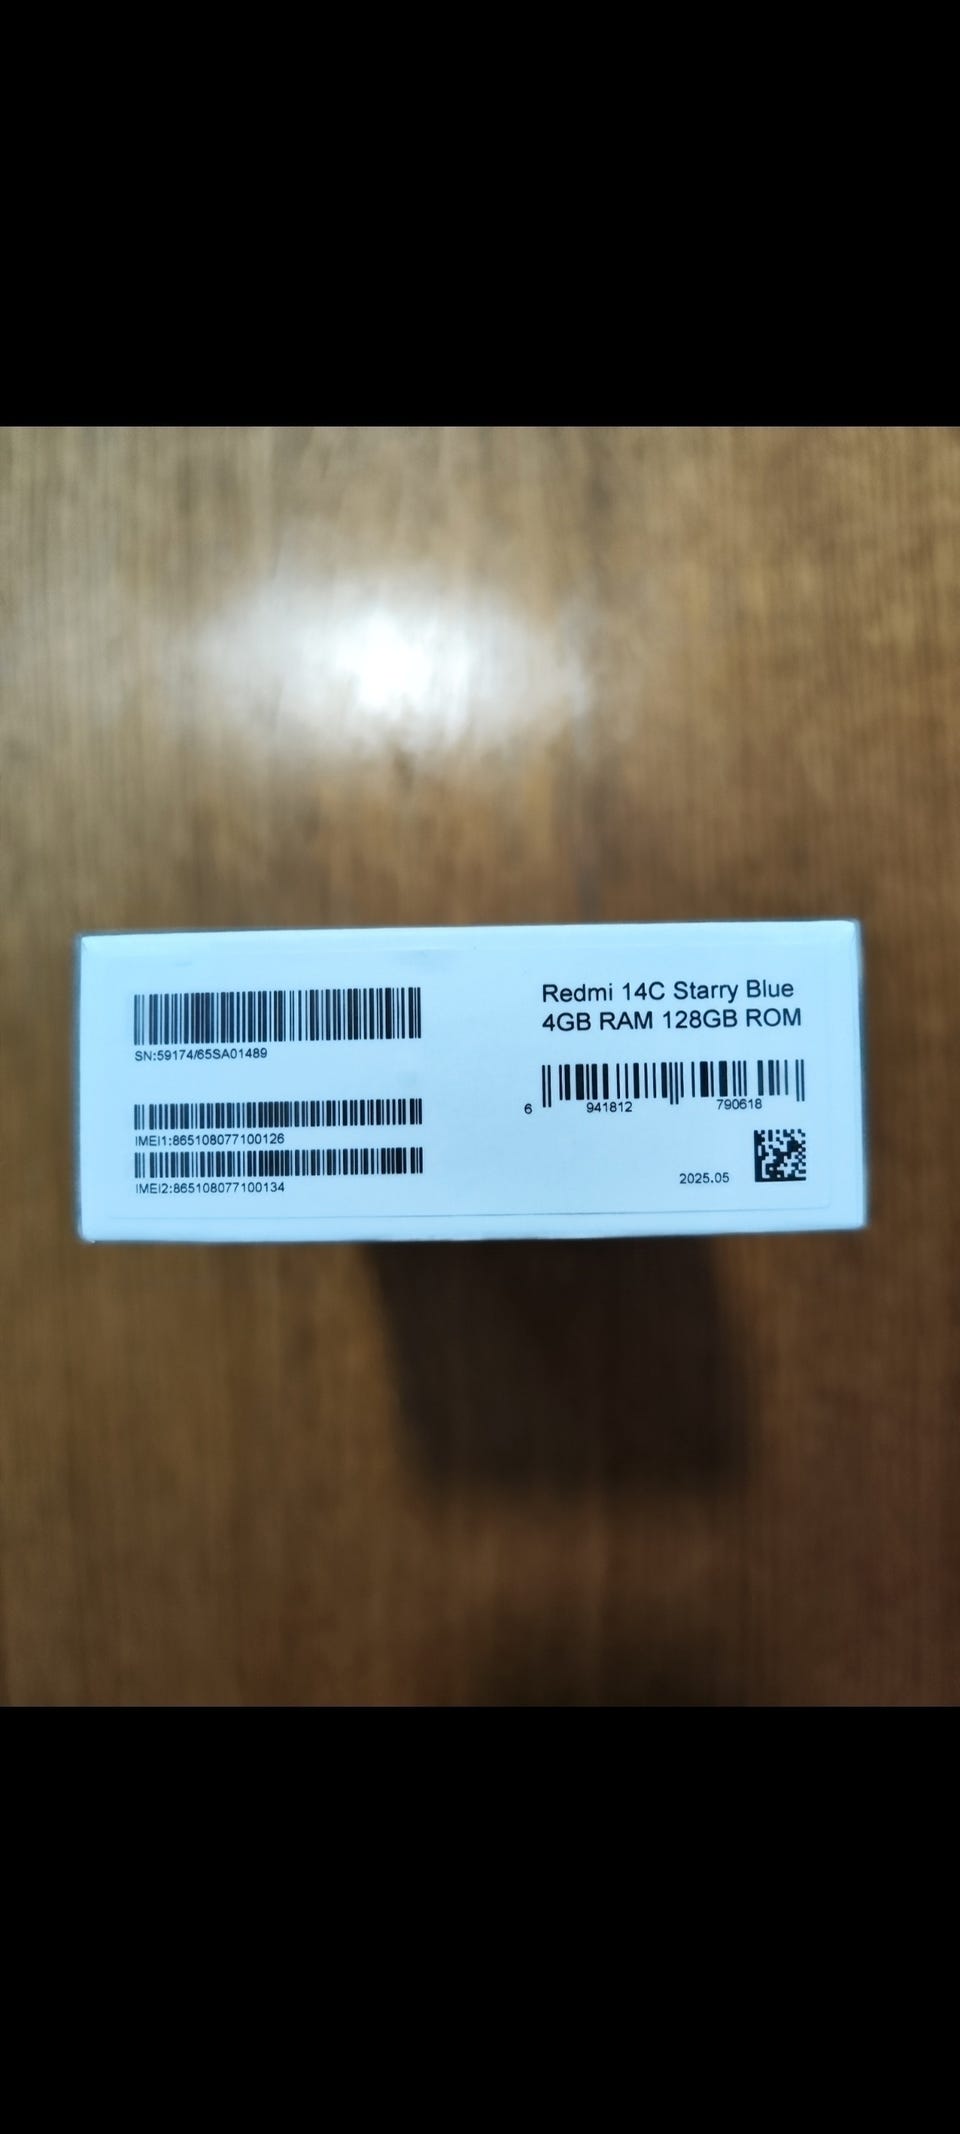 SN:59174/65SA01489
IMEI1:865108077100126
IMEI2:865108077100134
Redmi 14C Starry Blue
4GB RAM 128GB ROM
6 941812 790618
2025.05